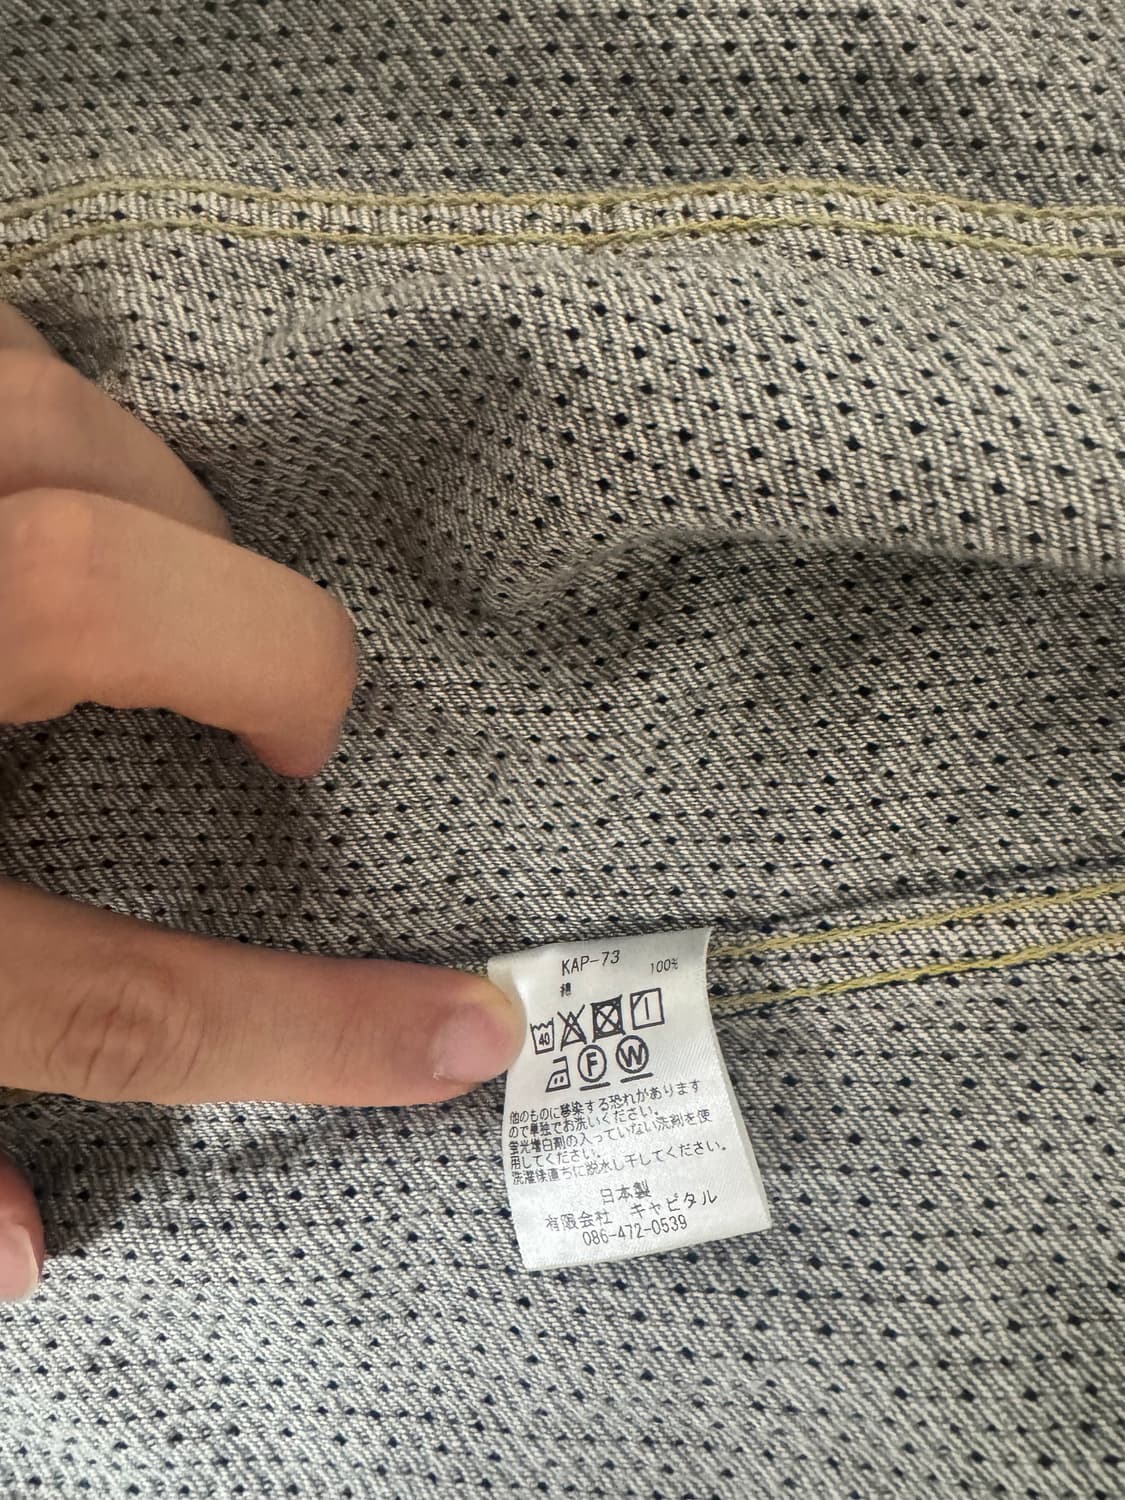 KAP-73
綿 100%
40
F W
他のものに移染する恐れがあります
ので単独でお洗いください。
蛍光増白剤の入っていない洗剤を使
用してください。
洗濯後直ちに脱水し干してください。
日本製
有限会社 キャピタル
086-472-0539